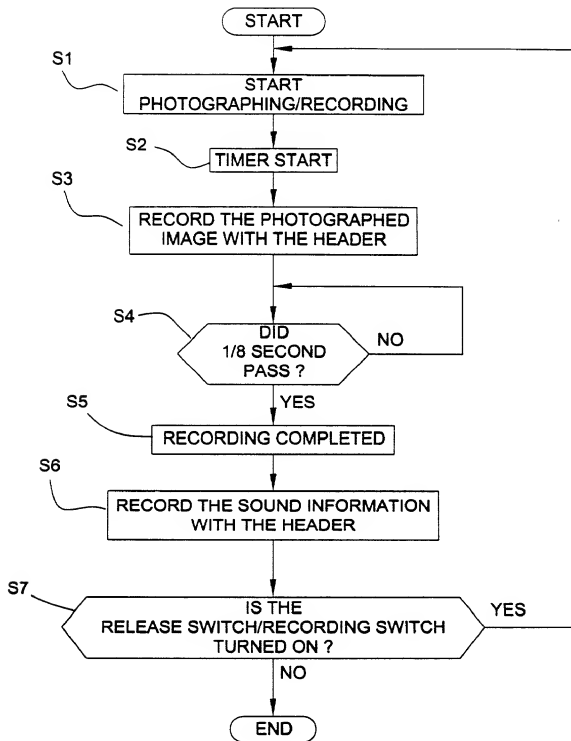 START
S1
START
PHOTOGRAPHING/RECORDING
S2
TIMER START
S3
RECORD THE PHOTOGRAPHED
IMAGE WITH THE HEADER
S4
DID
1/8 SECOND
PASS ?
NO
YES
S5
RECORDING COMPLETED
S6
RECORD THE SOUND INFORMATION
WITH THE HEADER
S7
IS THE
RELEASE SWITCH/RECORDING SWITCH
TURNED ON ?
YES
NO
END